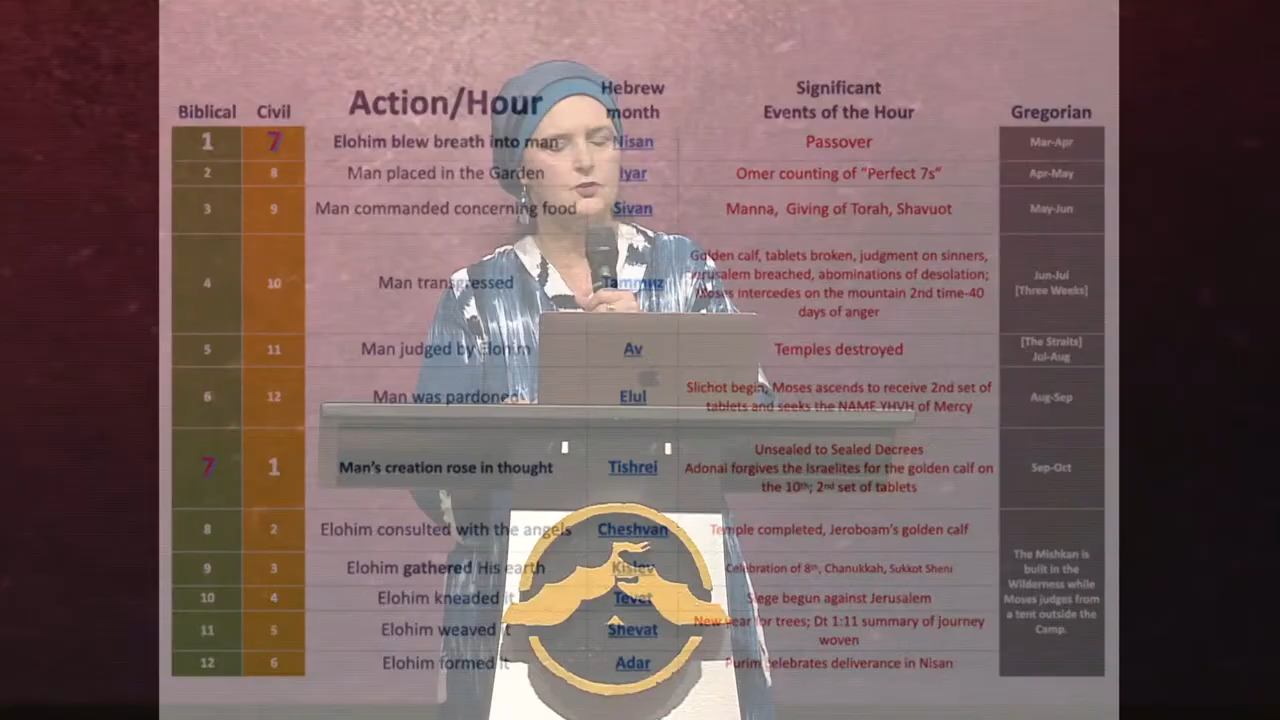 Biblical Civil Action/Hour Hebrew month Significant Events of the Hour Gregorian
1 7 Elohim blew breath into man Nisan Passover Mar-Apr
2 8 Man placed in the Garden Iyar Omer counting of "Perfect 7s" Apr-May
3 9 Man commanded concerning food Sivan Manna, Giving of Torah, Shavuot May-Jun
4 10 Man transgressed Tammuz
Golden calf, tablets broken, judgment on sinners,
Jerusalem breached, abominations of desolation;
Moses intercedes on the mountain 2nd time-40
days of anger
Jun-Jul
[Three Weeks]
5 11 Man judged by Elohim Av Temples destroyed
[The Straits]
Jul-Aug
6 12 Man was pardoned Elul
Slichot begin, Moses ascends to receive 2nd set of
tablets and seeks the NAME YHVH of Mercy
Aug-Sep
7 1 Man's creation rose in thought Tishrei
Unsealed to Sealed Decrees
Adonai forgives the Israelites for the golden calf on
the 10th; 2nd set of tablets
Sep-Oct
8 2 Elohim consulted with the angels Cheshvan Temple completed, Jeroboam's golden calf
9 3 Elohim gathered His earth Kislev Celebration of 8th, Chanukkah, Sukkot Sheni
10 4 Elohim kneaded it Tevet Siege begun against Jerusalem
11 5 Elohim weaved it Shevat
New year for trees; Dt 1:11 summary of journey
woven
12 6 Elohim formed it Adar Purim celebrates deliverance in Nisan
The Mishkan is
built in the
Wilderness while
Moses judges from
a tent outside the
Camp.